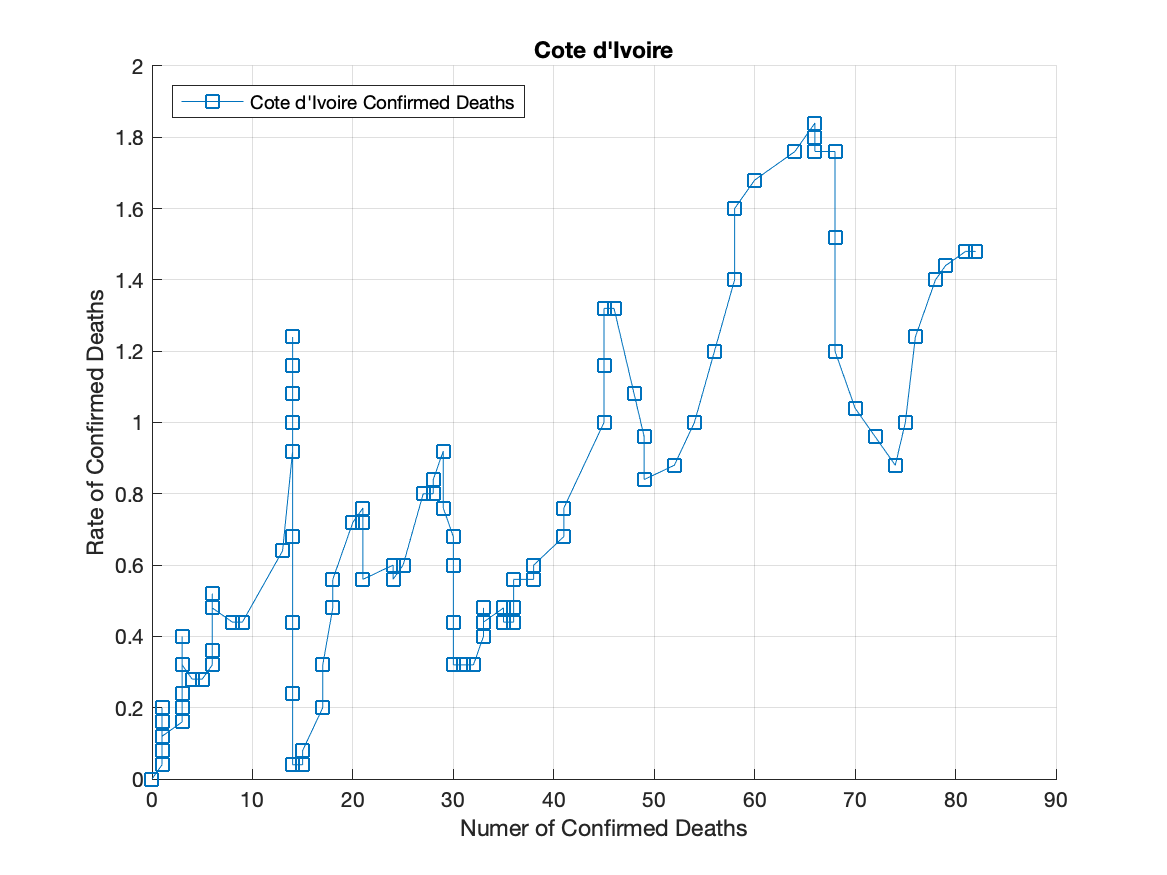 Cote d'Ivoire
2
Cote d'Ivoire Confirmed Deaths
1.8
1.6
1.4
1.2
1
0.8
0.6
0.4
0.2
0
Rate of Confirmed Deaths
0 10 20 30 40 50 60 70 80 90
Numer of Confirmed Deaths